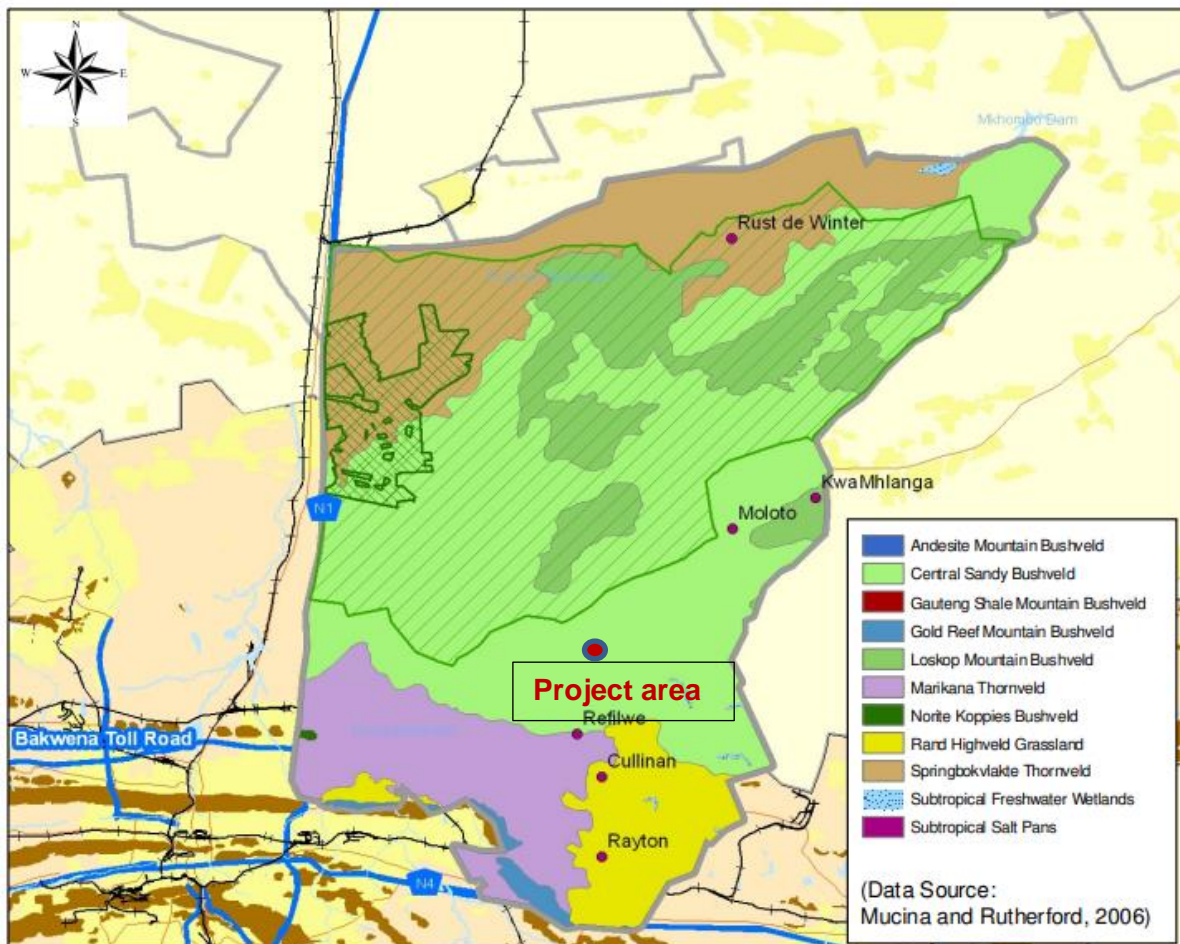 N
W E
S
Mkhombo Dam
Rust de Winter
KwaMhlanga
Moloto
N1
Project area
Refilwe
Bakwena Toll Road
Cullinan
Rayton
N4
Andesite Mountain Bushveld
Central Sandy Bushveld
Gauteng Shale Mountain Bushveld
Gold Reef Mountain Bushveld
Loskop Mountain Bushveld
Marikana Thornveld
Norite Koppies Bushveld
Rand Highveld Grassland
Springbokvlakte Thornveld
Subtropical Freshwater Wetlands
Subtropical Salt Pans
(Data Source:
Mucina and Rutherford, 2006)